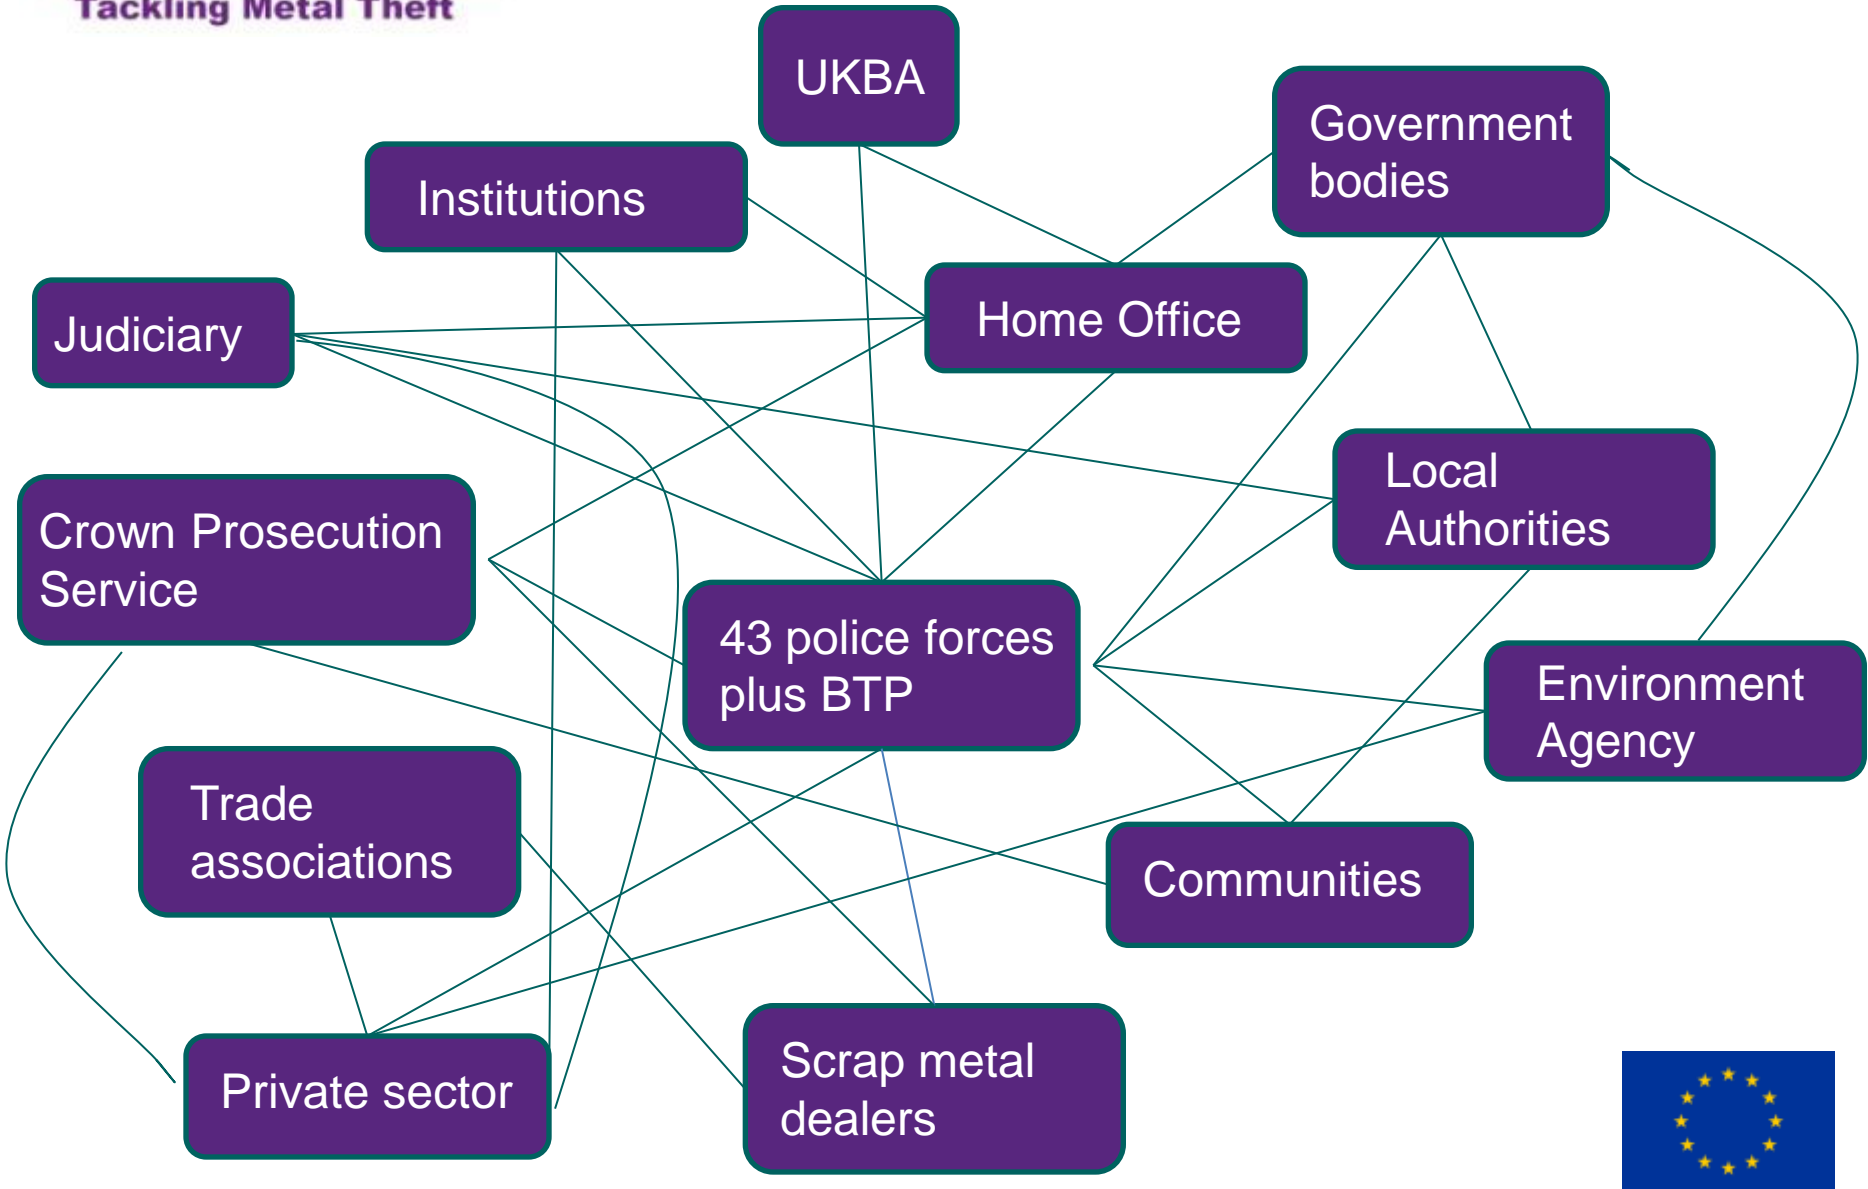 Tackling Metal Theft
UKBA
Government
bodies
Institutions
Home Office
Judiciary
Local
Authorities
Crown Prosecution
Service
43 police forces
plus BTP
Environment
Agency
Trade
associations
Communities
Private sector
Scrap metal
dealers